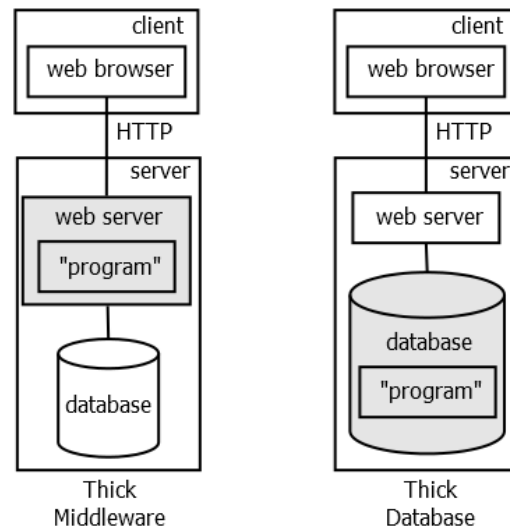 client
web browser
HTTP
server
web server
"program"
database
Thick
Middleware
client
web browser
HTTP
server
web server
database
"program"
Thick
Database